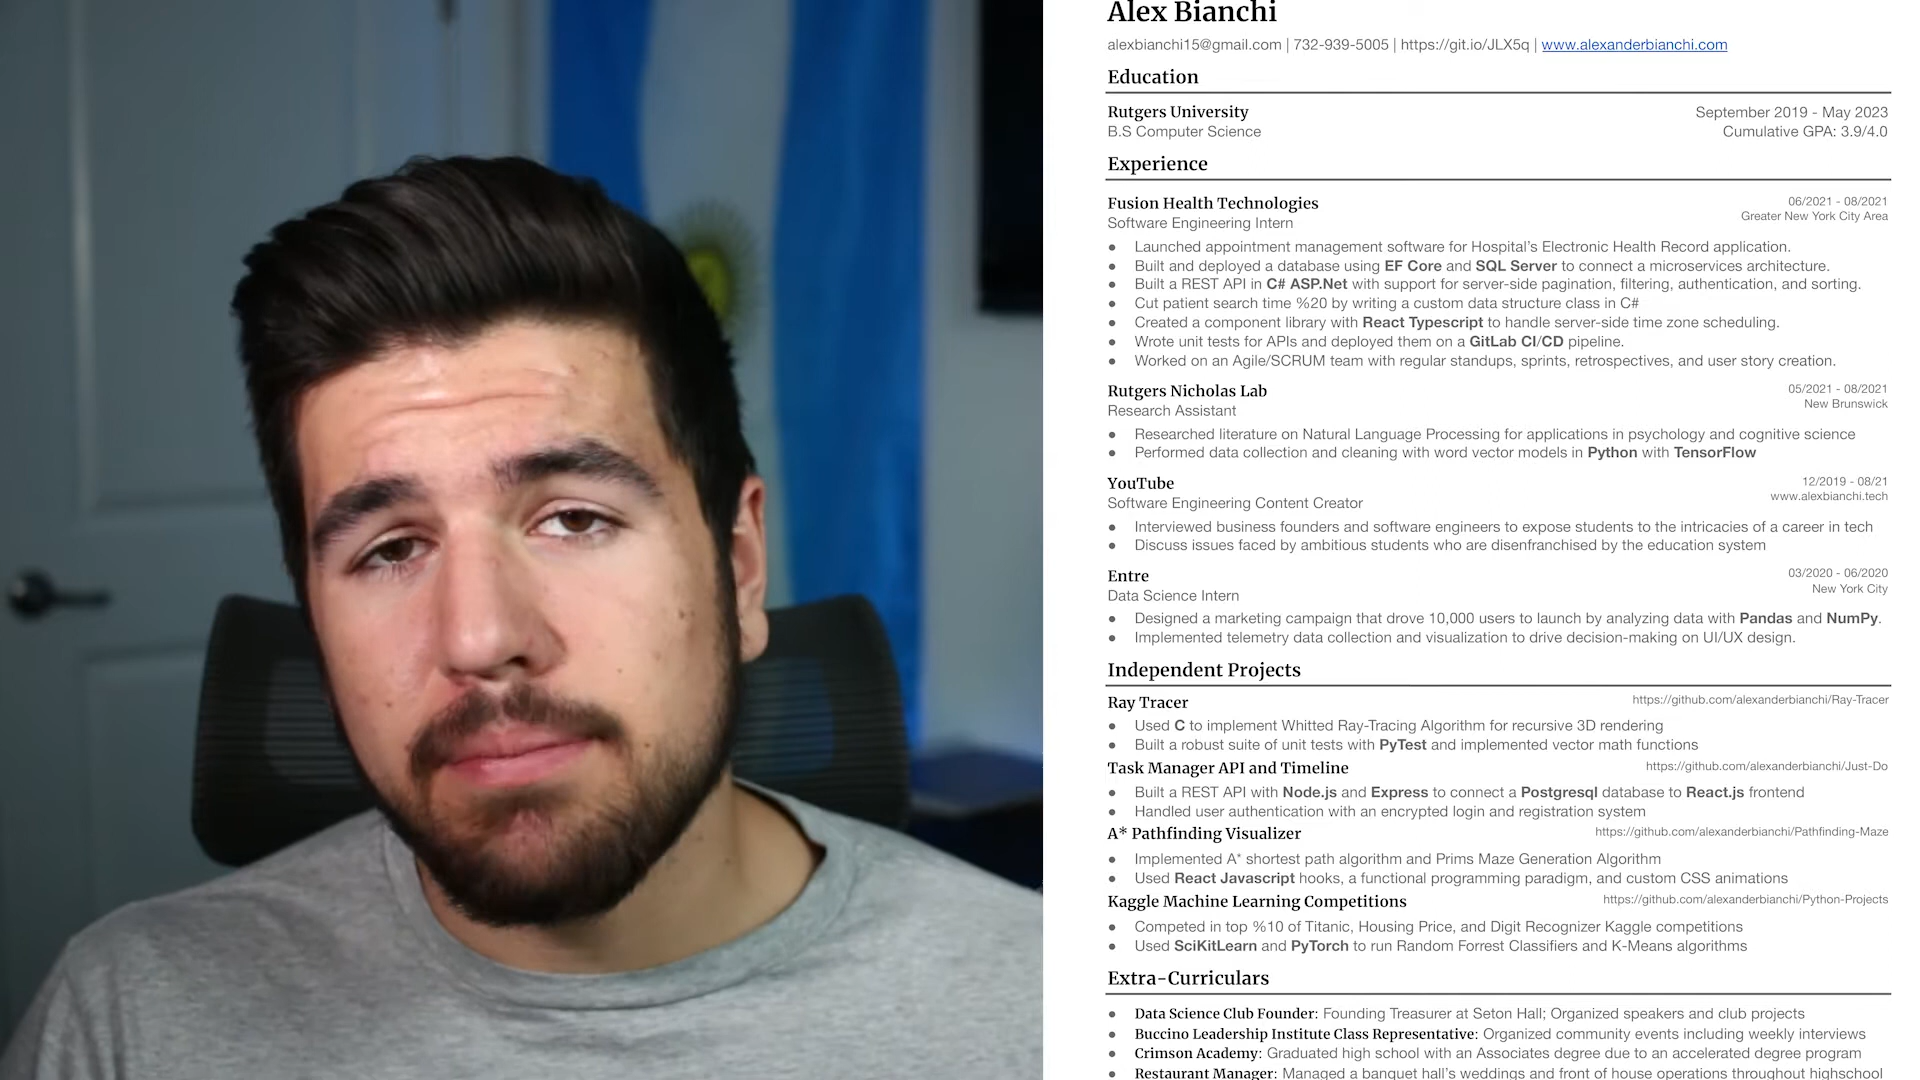 Alex Bianchi
alexbianchi15@gmail.com | 732-939-5005 | https://git.io/JLX5q | www.alexanderbianchi.com
Education
Rutgers University September 2019 - May 2023
B.S Computer Science Cumulative GPA: 3.9/4.0
Experience
Fusion Health Technologies 06/2021 - 08/2021
Software Engineering Intern Greater New York City Area
● Launched appointment management software for Hospital's Electronic Health Record application.
● Built and deployed a database using EF Core and SQL Server to connect a microservices architecture.
● Built a REST API in C# ASP.Net with support for server-side pagination, filtering, authentication, and sorting.
● Cut patient search time %20 by writing a custom data structure class in C#
● Created a component library with React Typescript to handle server-side time zone scheduling.
● Wrote unit tests for APIs and deployed them on a GitLab CI/CD pipeline.
● Worked on an Agile/SCRUM team with regular standups, sprints, retrospectives, and user story creation.
Rutgers Nicholas Lab 05/2021 - 08/2021
Research Assistant New Brunswick
● Researched literature on Natural Language Processing for applications in psychology and cognitive science
● Performed data collection and cleaning with word vector models in Python with TensorFlow
YouTube 12/2019 - 08/21
Software Engineering Content Creator www.alexbianchi.tech
● Interviewed business founders and software engineers to expose students to the intricacies of a career in tech
● Discuss issues faced by ambitious students who are disenfranchised by the education system
Entre 03/2020 - 06/2020
Data Science Intern New York City
● Designed a marketing campaign that drove 10,000 users to launch by analyzing data with Pandas and NumPy.
● Implemented telemetry data collection and visualization to drive decision-making on UI/UX design.
Independent Projects
Ray Tracer https://github.com/alexanderbianchi/Ray-Tracer
● Used C to implement Whitted Ray-Tracing Algorithm for recursive 3D rendering
● Built a robust suite of unit tests with PyTest and implemented vector math functions
Task Manager API and Timeline https://github.com/alexanderbianchi/Just-Do
● Built a REST API with Node.js and Express to connect a Postgresql database to React.js frontend
● Handled user authentication with an encrypted login and registration system
A* Pathfinding Visualizer https://github.com/alexanderbianchi/Pathfinding-Maze
● Implemented A* shortest path algorithm and Prims Maze Generation Algorithm
● Used React Javascript hooks, a functional programming paradigm, and custom CSS animations
Kaggle Machine Learning Competitions https://github.com/alexanderbianchi/Python-Projects
● Competed in top %10 of Titanic, Housing Price, and Digit Recognizer Kaggle competitions
● Used SciKitLearn and PyTorch to run Random Forrest Classifiers and K-Means algorithms
Extra-Curriculars
● Data Science Club Founder: Founding Treasurer at Seton Hall; Organized speakers and club projects
● Buccino Leadership Institute Class Representative: Organized community events including weekly interviews
● Crimson Academy: Graduated high school with an Associates degree due to an accelerated degree program
● Restaurant Manager: Managed a banquet hall's weddings and front of house operations throughout highschool